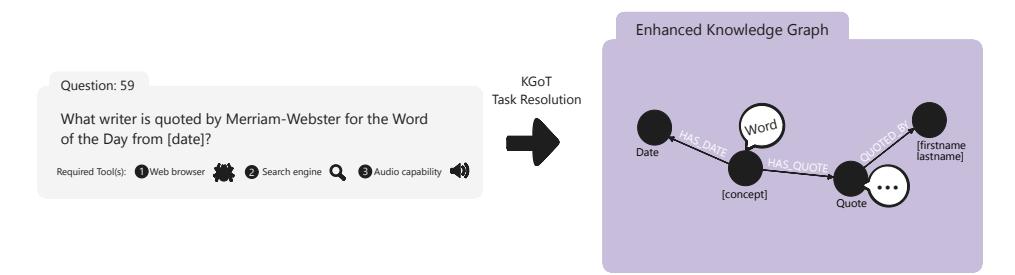 Question: 59
What writer is quoted by Merriam-Webster for the Word
of the Day from [date]?
Required Tool(s):
1 Web browser
2 Search engine
3 Audio capability
KGoT
Task Resolution
Enhanced Knowledge Graph
Word
HAS_DATE
HAS_QUOTE
QUOTED_BY
Date
[concept]
Quote
[firstname
lastname]